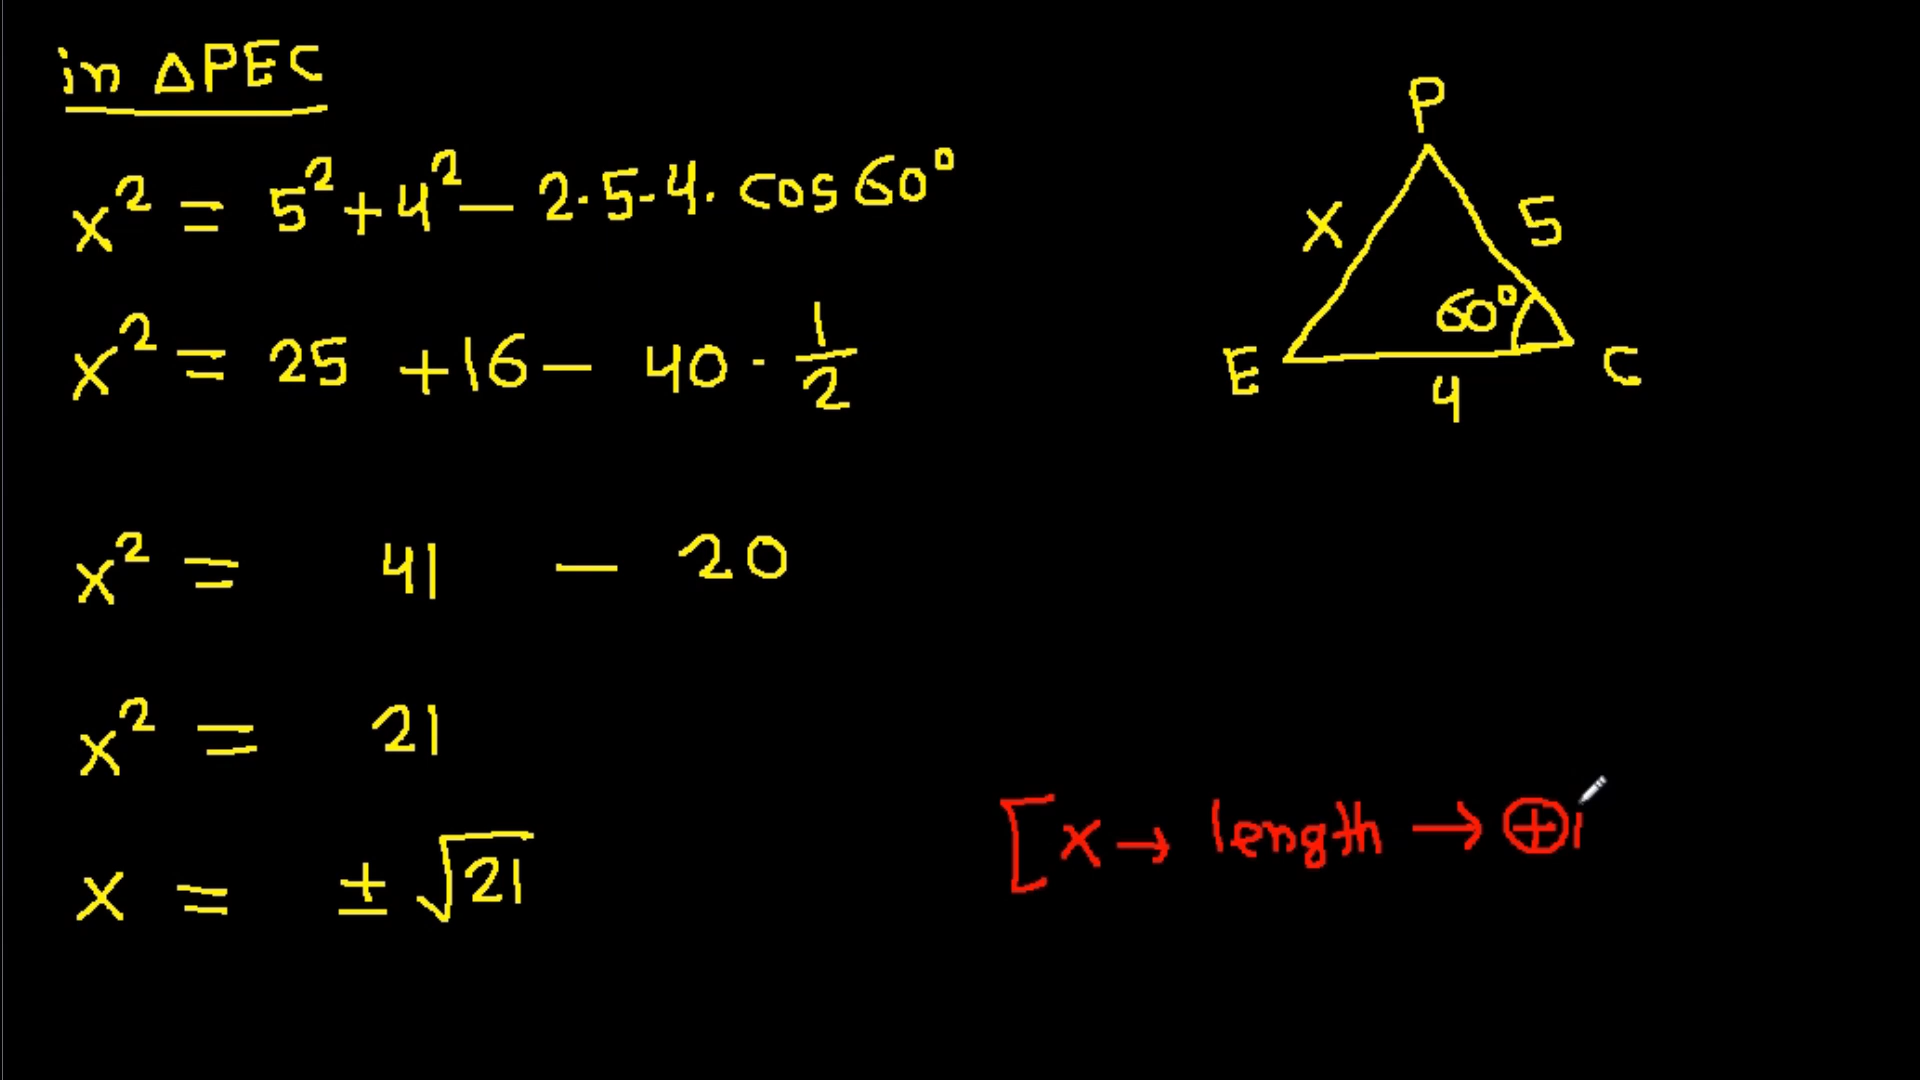 in △PEC
x² = 5² + 4² – 2·5·4· cos 60°
x² = 25 + 16 – 40 · 1/2
x² = 41 – 20
x² = 21
x = ± √21
P
x
5
60°
E
4
C
[x → length → ⊕